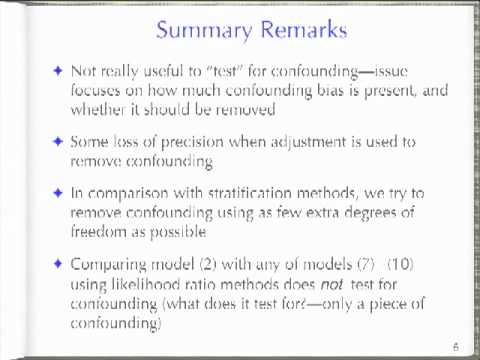 Summary Remarks
Not really useful to "test" for confounding—issue
focuses on how much confounding bias is present, and
whether it should be removed
Some loss of precision when adjustment is used to
remove confounding
In comparison with stratification methods, we try to
remove confounding using as few extra degrees of
freedom as possible
Comparing model (2) with any of models (7) (10)
using likelihood ratio methods does not test for
confounding (what does it test for?—only a piece of
confounding)
6